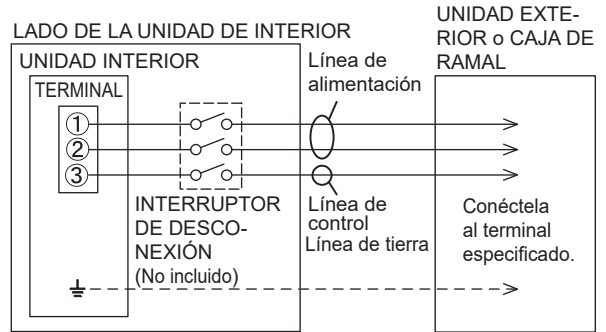 LADO DE LA UNIDAD DE INTERIOR
UNIDAD INTERIOR
TERMINAL
1
2
3
INTERRUPTOR
DE DESCO-
NEXIÓN
(No incluido)
Línea de
alimentación
Línea de
control
Línea de tierra
UNIDAD EXTE-
RIOR o CAJA DE
RAMAL
Conéctela
al terminal
especificado.